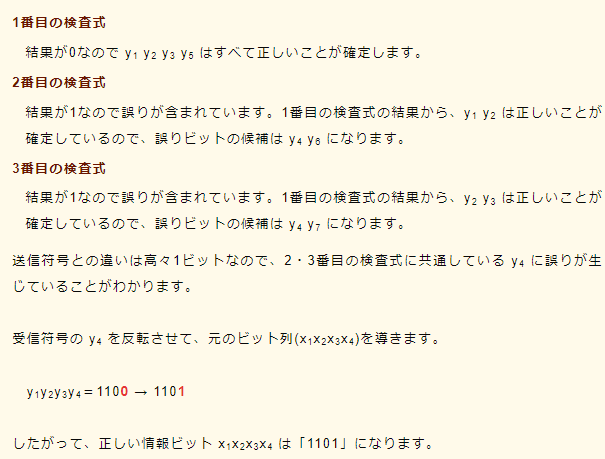 1番目の検査式
結果が0なので y₁ y₂ y₃ y₅ はすべて正しいことが確定します。
2番目の検査式
結果が1なので誤りが含まれています。1番目の検査式の結果から、y₁ y₂ は正しいことが
確定しているので、誤りビットの候補は y₄ y₆ になります。
3番目の検査式
結果が1なので誤りが含まれています。1番目の検査式の結果から、y₂ y₃ は正しいことが
確定しているので、誤りビットの候補は y₄ y₇ になります。
送信符号との違いは高々1ビットなので、2・3番目の検査式に共通している y₄ に誤りが生
じていることがわかります。
受信符号の y₄ を反転させて、元のビット列(x₁x₂x₃x₄)を導きます。
y₁y₂y₃y₄ = 1100 → 1101
したがって、正しい情報ビット x₁x₂x₃x₄ は「1101」になります。